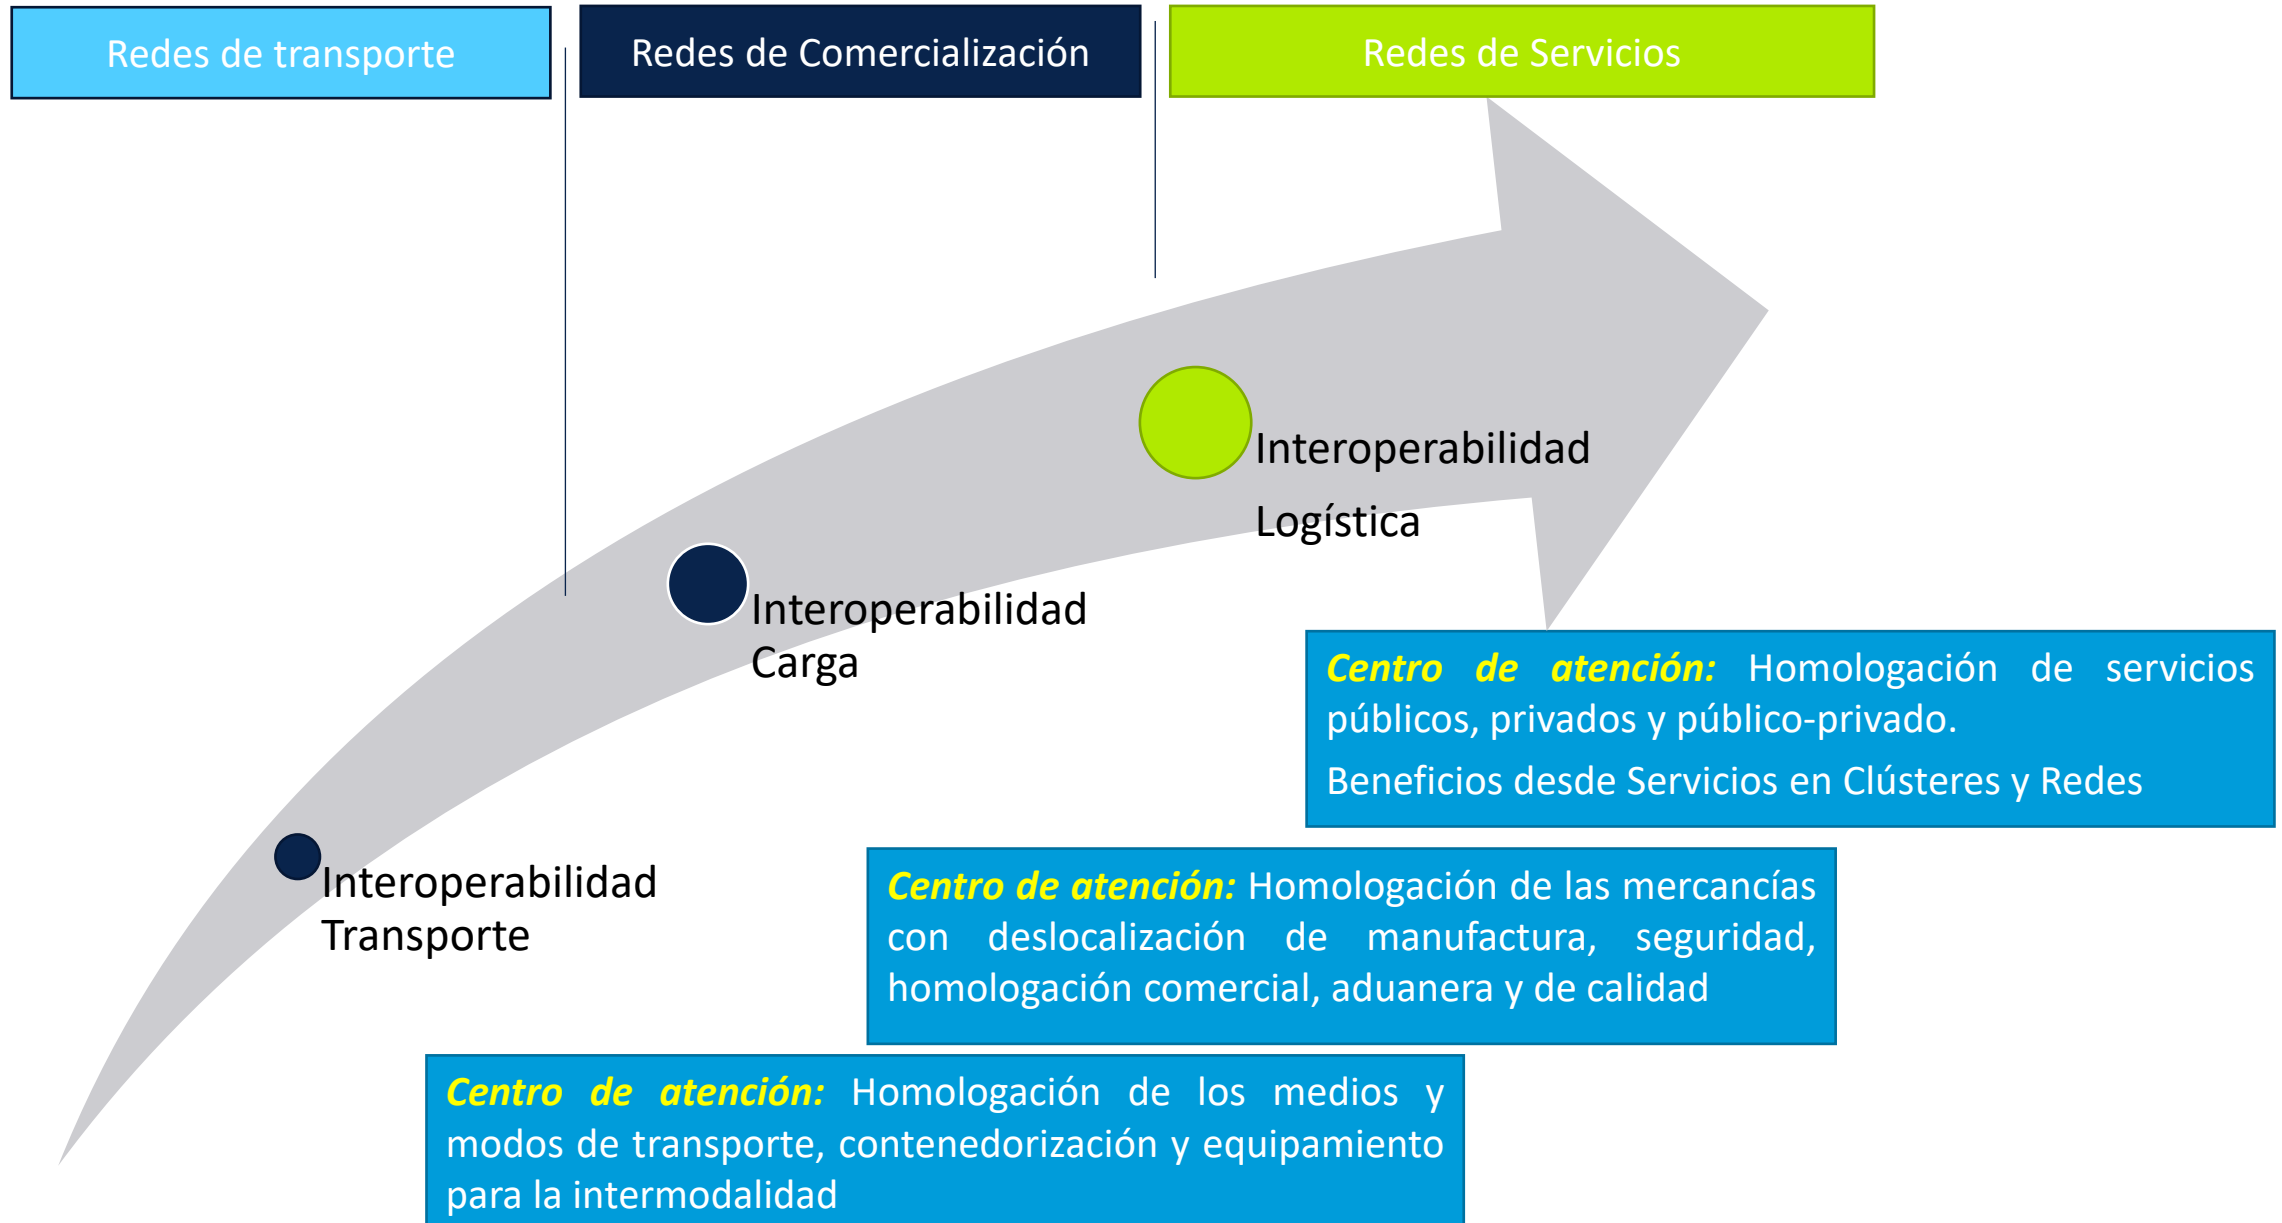 Redes de transporte
Redes de Comercialización
Redes de Servicios
Interoperabilidad
Logística
Interoperabilidad
Carga
Interoperabilidad
Transporte
Centro de atención: Homologación de servicios
públicos, privados y público-privado.
Beneficios desde Servicios en Clústeres y Redes
Centro de atención: Homologación de las mercancías
con deslocalización de manufactura, seguridad,
homologación comercial, aduanera y de calidad
Centro de atención: Homologación de los medios y
modos de transporte, contenedorización y equipamiento
para la intermodalidad